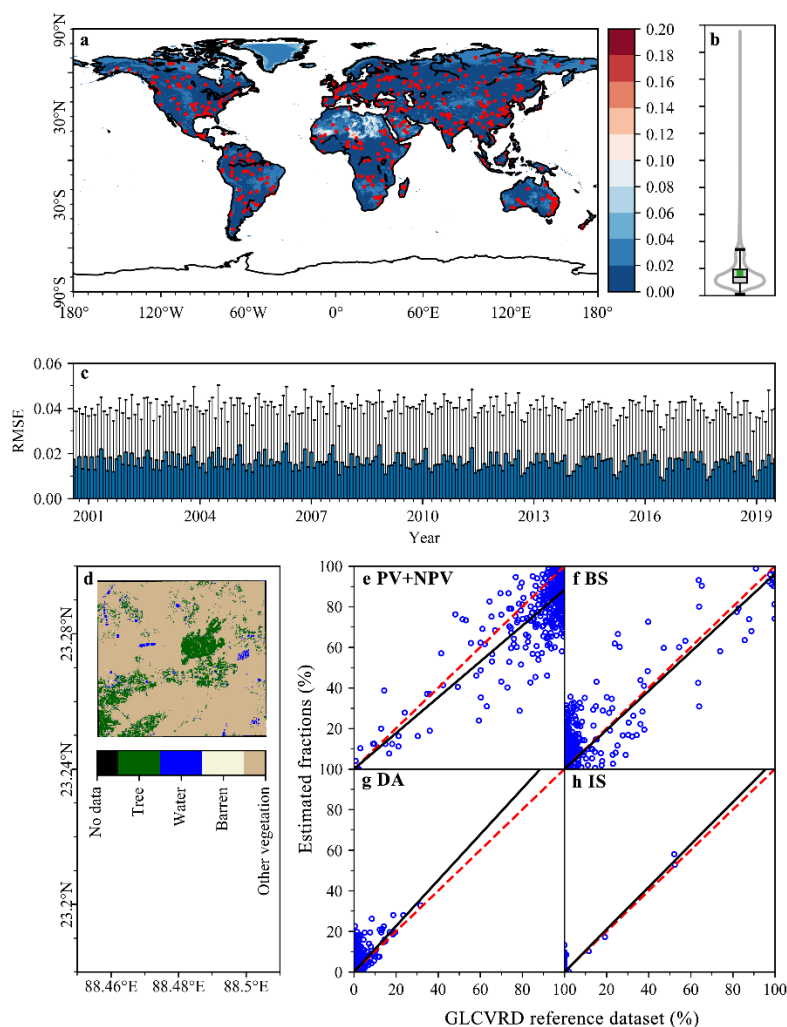 90°N
30°N
30°S
90°S
a
180°
120°W
60°W
0°
60°E
120°E
180°
0.20
0.18
0.16
0.14
0.12
0.10
0.08
0.06
0.04
0.02
0.00
b
c
RMSE
0.06
0.04
0.02
0.00
2001
2004
2007
2010
2013
2016
2019
Year
d
23.28°N
23.24°N
23.2°N
No data
Tree
Water
Barren
Other vegetation
88.46°E
88.48°E
88.5°E
Estimated fractions (%)
e PV+NPV
f BS
100
80
60
40
20
g DA
h IS
100
80
60
40
20
0
0
20
40
60
80
100
20
40
60
80
100
GLCVRD reference dataset (%)